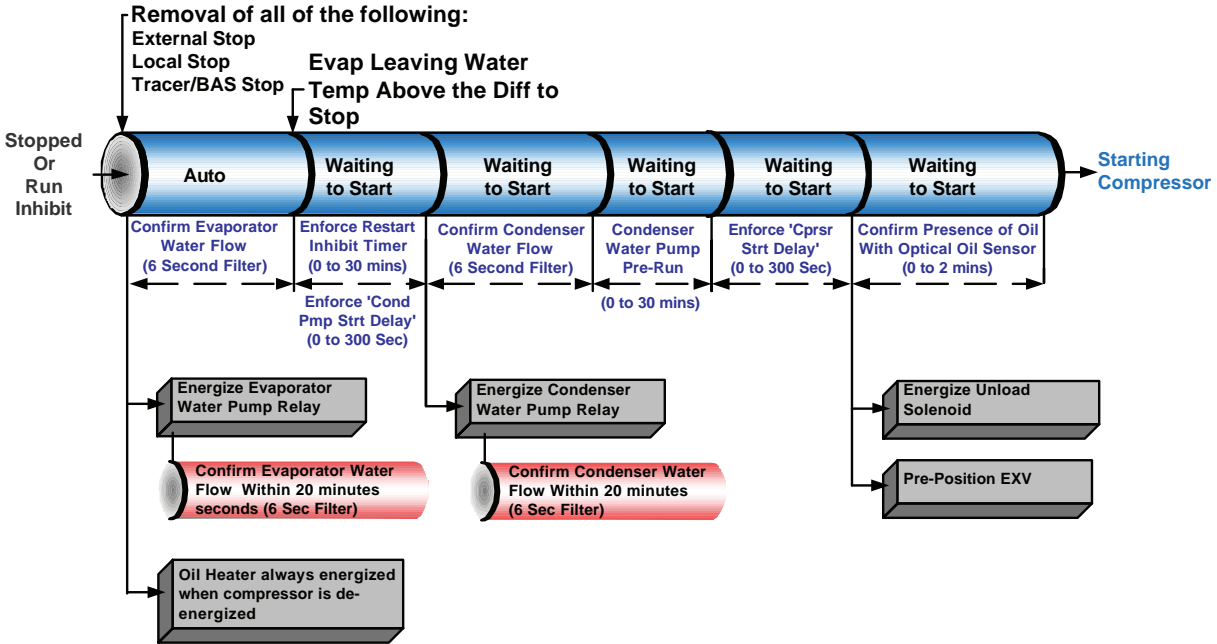 Removal of all of the following:
External Stop
Local Stop
Tracer/BAS Stop
Evap Leaving Water
Temp Above the Diff to
Stop
Stopped
Or
Run
Inhibit
Auto
Waiting
to Start
Waiting
to Start
Waiting
to Start
Waiting
to Start
Waiting
to Start
Starting
Compressor
Confirm Evaporator
Water Flow
(6 Second Filter)
Enforce Restart
Inhibit Timer
(0 to 30 mins)
Enforce 'Cond
Pmp Strt Delay'
(0 to 300 Sec)
Confirm Condenser
Water Flow
(6 Second Filter)
Condenser
Water Pump
Pre-Run
(0 to 30 mins)
Enforce 'Cprsr
Strt Delay'
(0 to 300 Sec)
Confirm Presence of Oil
With Optical Oil Sensor
(0 to 2 mins)
Energize Evaporator
Water Pump Relay
Confirm Evaporator Water
Flow Within 20 minutes
seconds (6 Sec Filter)
Oil Heater always energized
when compressor is de-
energized
Energize Condenser
Water Pump Relay
Confirm Condenser Water
Flow Within 20 minutes
(6 Sec Filter)
Energize Unload
Solenoid
Pre-Position EXV